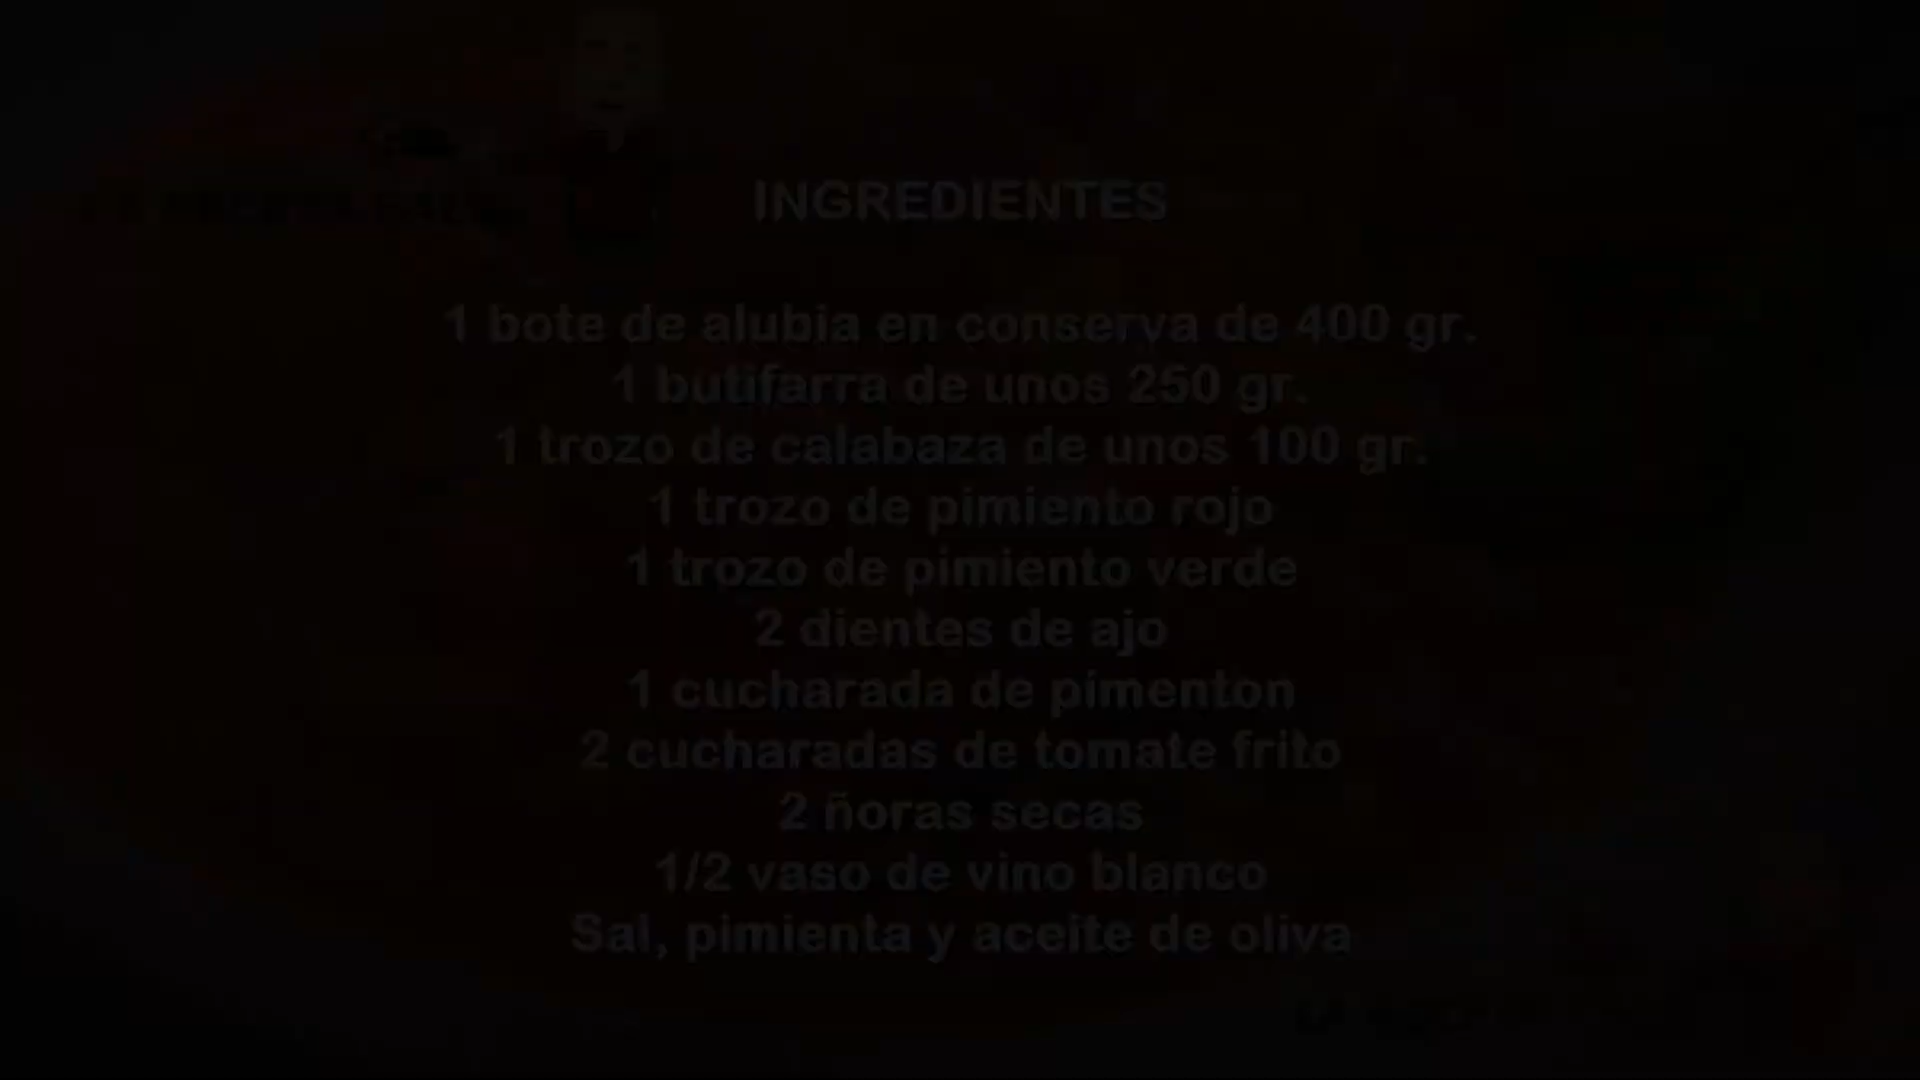 INGREDIENTES
1 bote de alubia en conserva de 400 gr.
1 butifarra de unos 250 gr.
1 trozo de calabaza de unos 100 gr.
1 trozo de pimiento rojo
1 trozo de pimiento verde
2 dientes de ajo
1 cucharada de pimenton
2 cucharadas de tomate frito
2 ñoras secas
1/2 vaso de vino blanco
Sal, pimienta y aceite de oliva